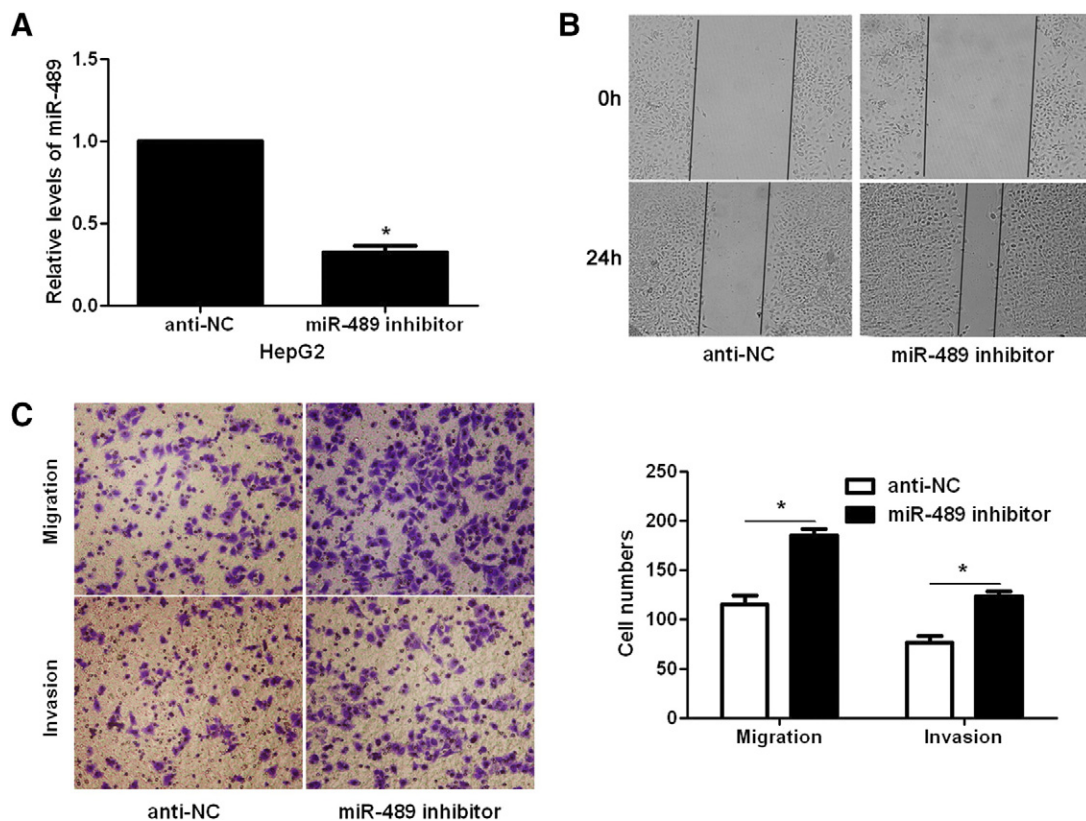 A
Relative levels of miR-489
1.5
1.0
0.5
0.0
*
anti-NC miR-489 inhibitor
HepG2
B
0h
24h
anti-NC miR-489 inhibitor
C
Migration
Invasion
anti-NC miR-489 inhibitor
Cell numbers
250
200
150
100
50
0
anti-NC
miR-489 inhibitor
*
*
Migration Invasion